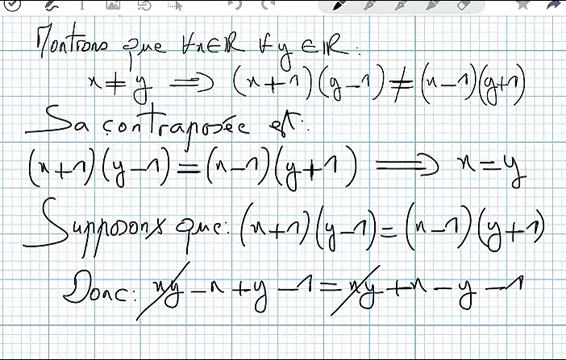 Montrons que ∀x∈ℝ ∀y∈ℝ:
x≠y ⟹ (x+1)(y-1)≠(x-1)(y+1)
Sa contraposée est:
(x+1)(y-1)=(x-1)(y+1) ⟹ x=y
Supposons que: (x+1)(y-1)=(x-1)(y+1)
Donc: xy-x+y-1=xy+x-y-1